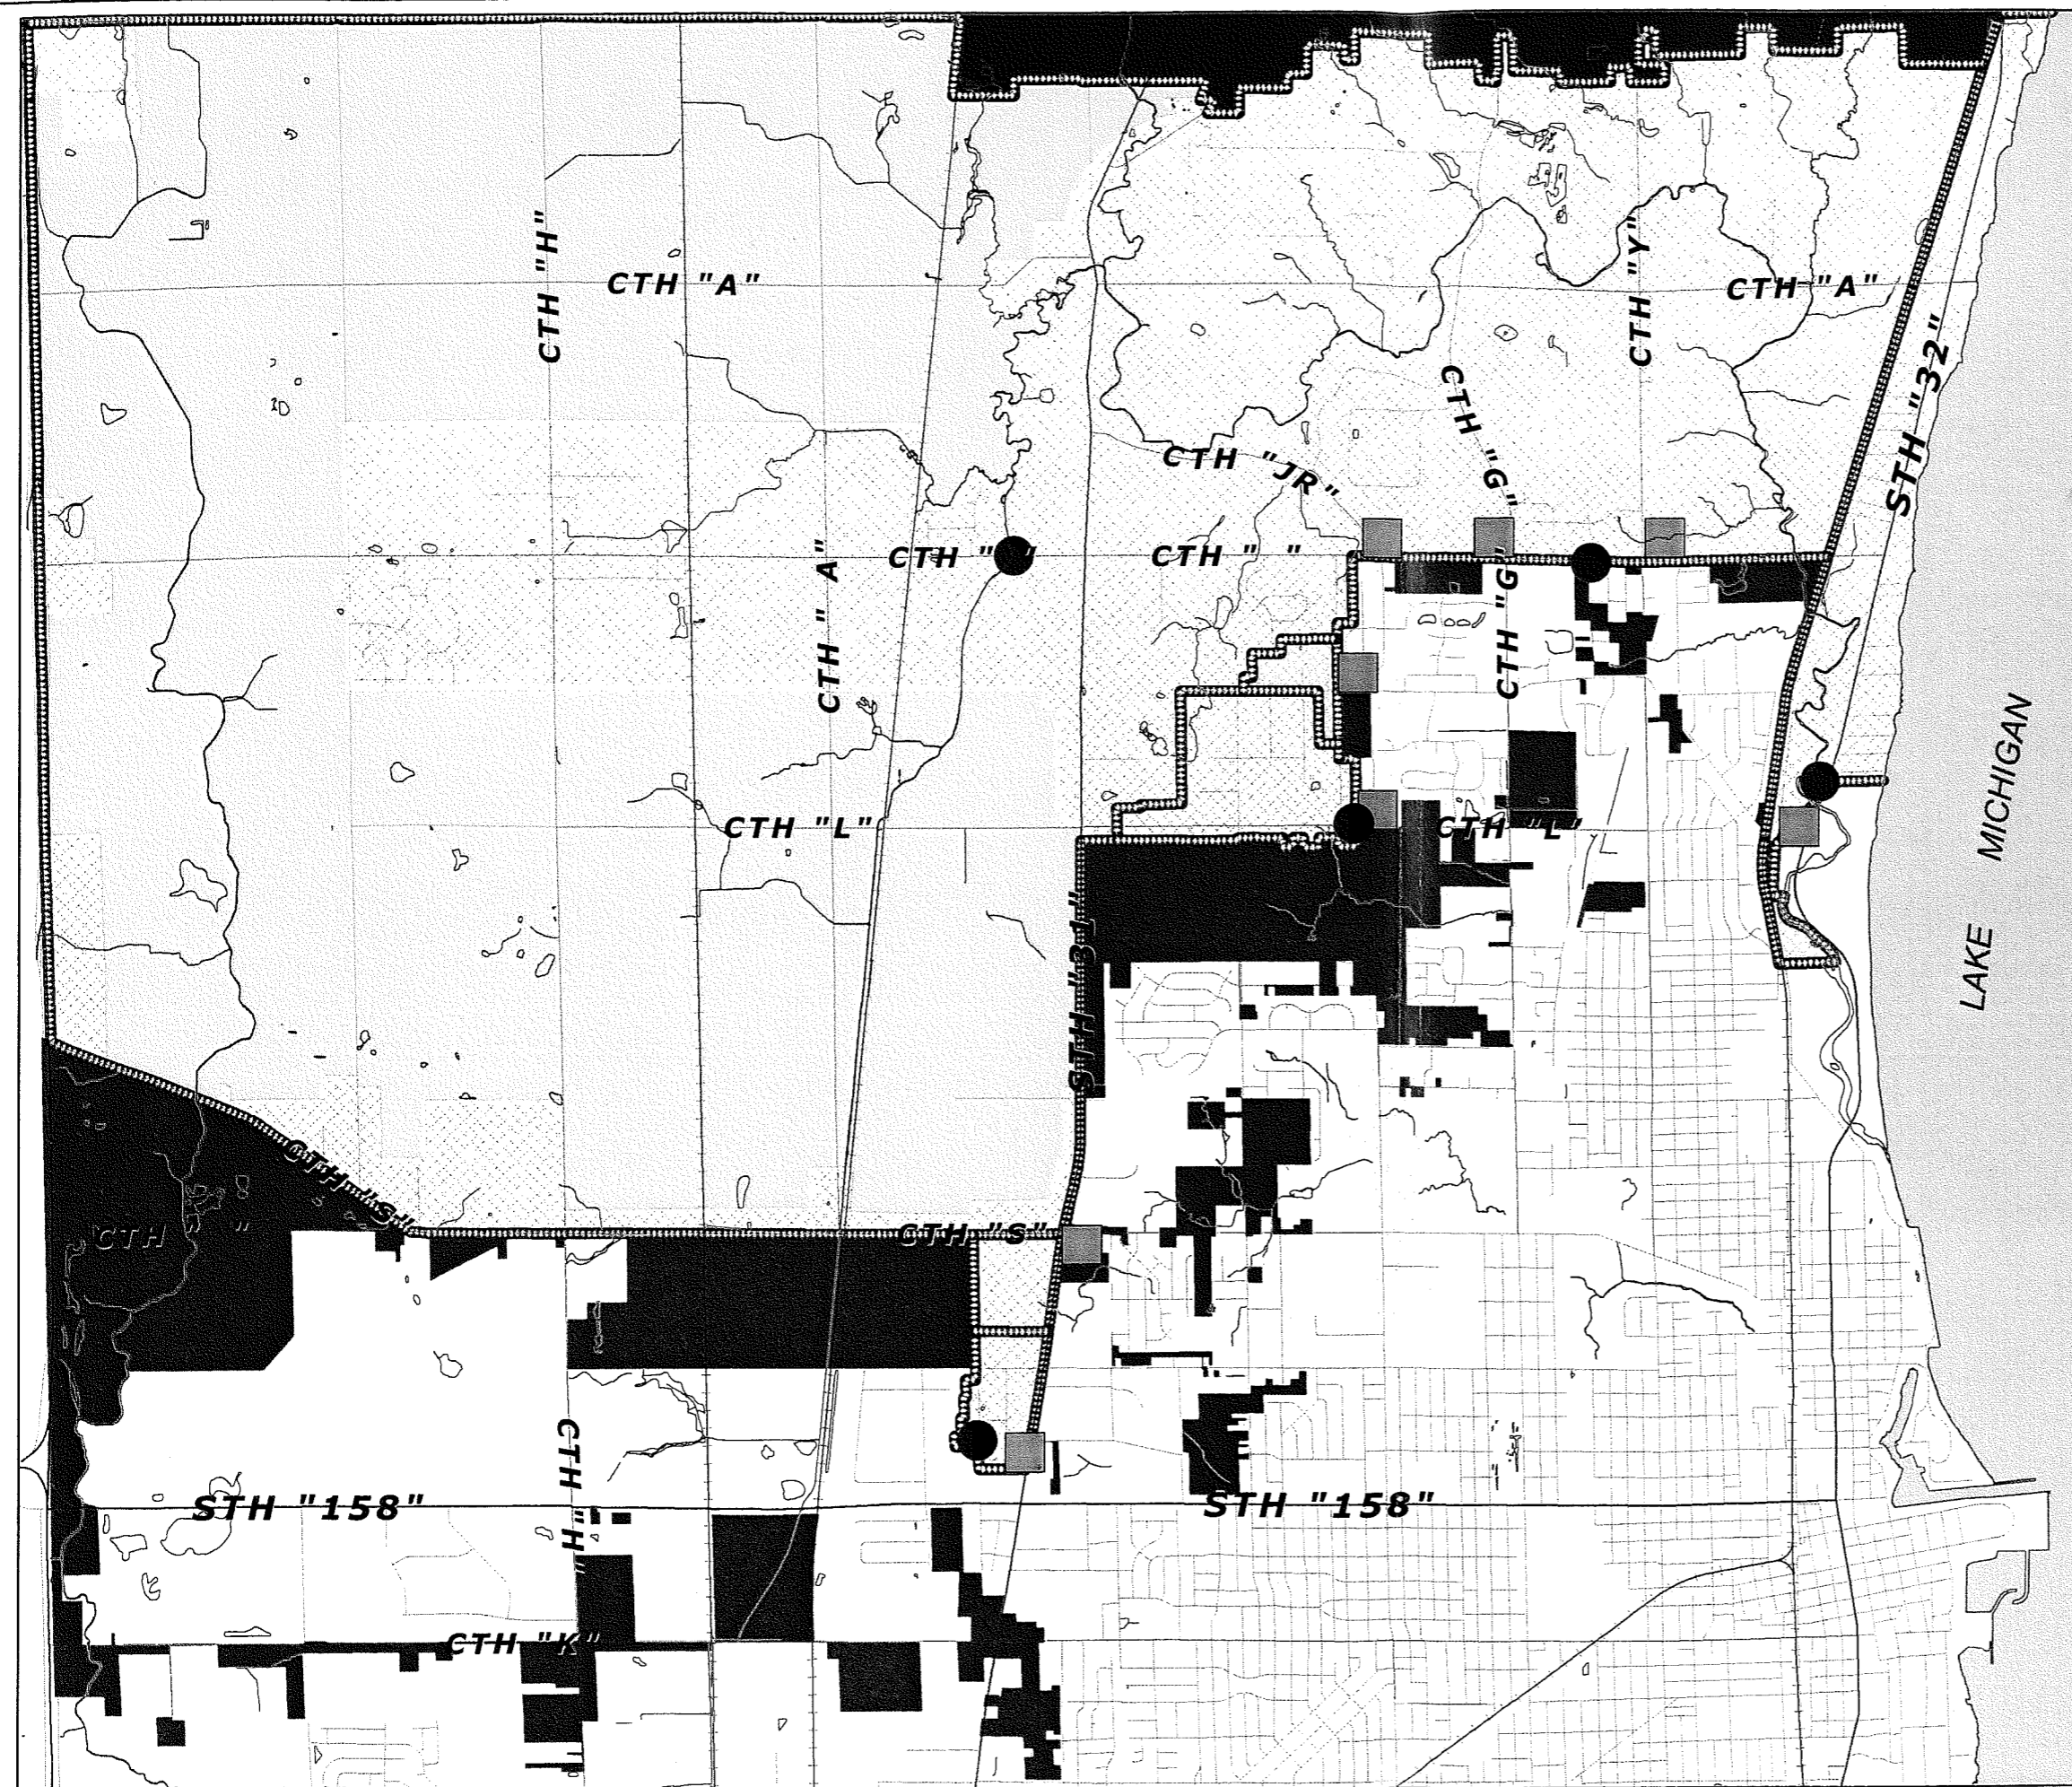 CTH "H"
CTH "A"
CTH "Y"
CTH "A"
STH "32"
CTH "G"
CTH "JR"
CTH "
CTH " "
CTH " A"
CTH "G"
LAKE MICHIGAN
CTH "L"
CTH "L"
STH "31"
CTH "S"
CTH " "
CTH "S"
CTH "H"
STH "158"
STH "158"
CTH "K"